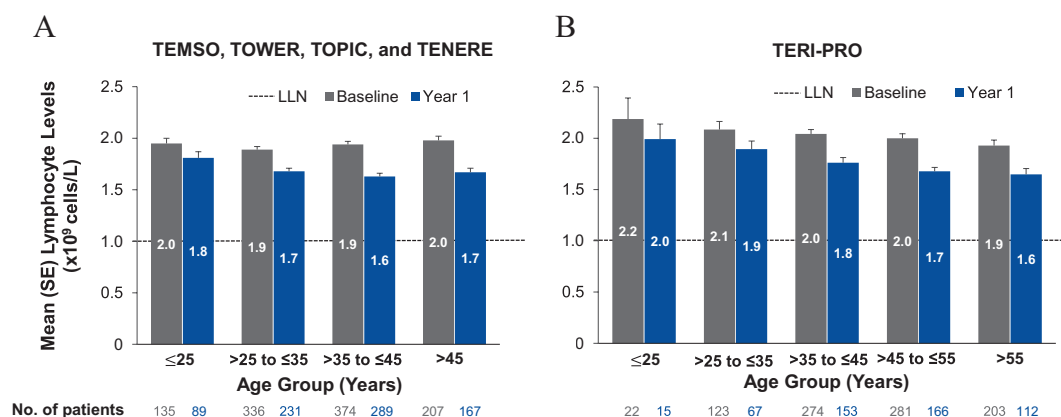 A
TEMSO, TOWER, TOPIC, and TENERE
LLN Baseline Year 1
Mean (SE) Lymphocyte Levels
(x10⁹ cells/L)
2.5
2.0
1.5
1.0
0.5
0
2.0 1.8 1.9 1.7 1.9 1.6 2.0 1.7
≤25 >25 to ≤35 >35 to ≤45 >45
Age Group (Years)
No. of patients 135 89 336 231 374 289 207 167
B
TERI-PRO
LLN Baseline Year 1
2.5
2.0
1.5
1.0
0.5
0
2.2 2.0 2.1 1.9 2.0 1.8 2.0 1.7 1.9 1.6
≤25 >25 to ≤35 >35 to ≤45 >45 to ≤55 >55
Age Group (Years)
22 15 123 67 274 153 281 166 203 112